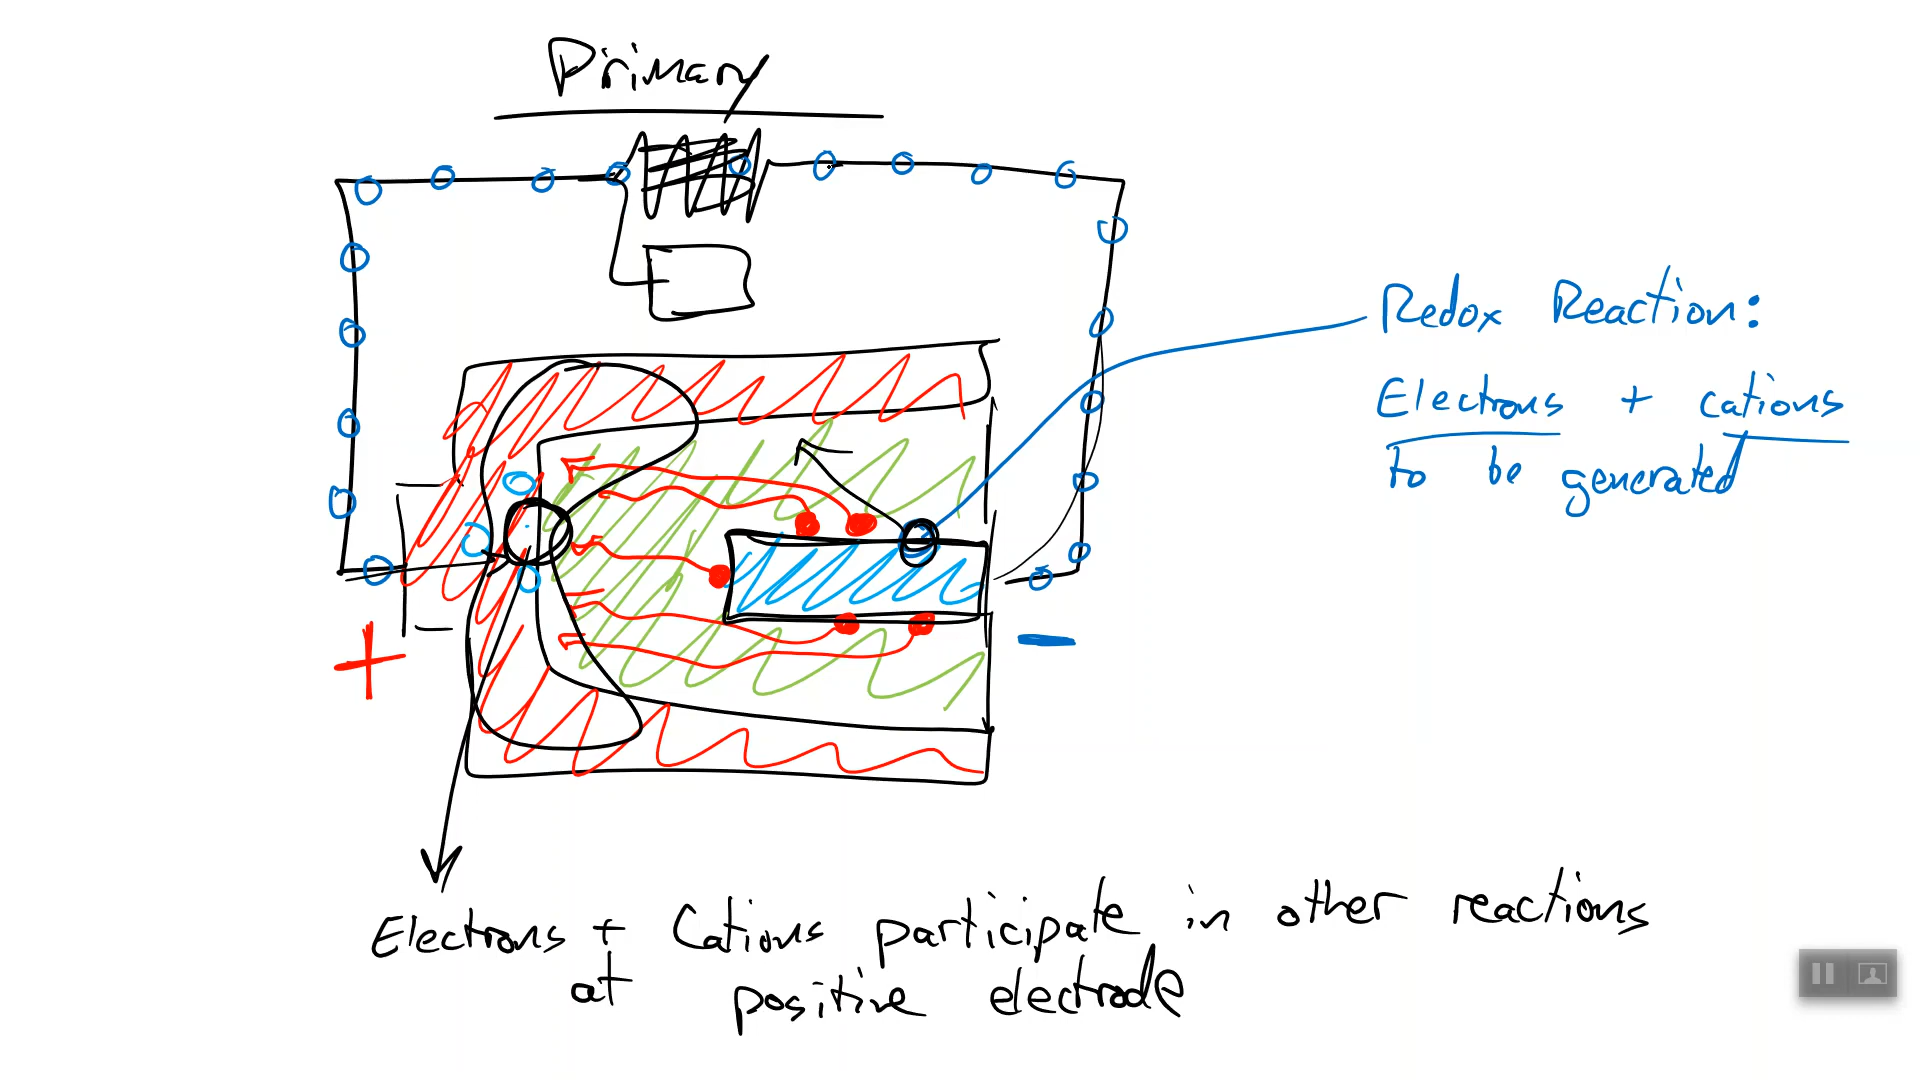 Primary
Redox Reaction:
Electrons + cations
to be generated
+
-
Electrons + Cations participate in other reactions
at positive electrode